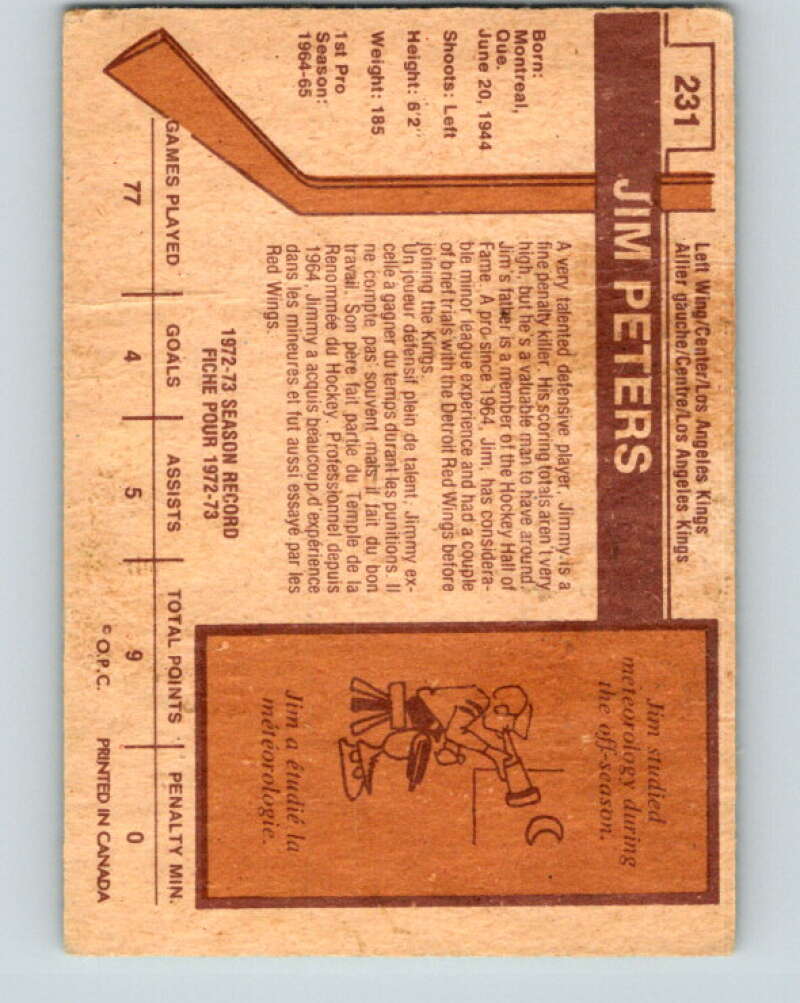 231
Left Wing/Center/Los Angeles Kings
Ailier gauche/Centre/Los Angeles Kings
JIM PETERS
Born:
Montreal,
Que.
June 20, 1944
Shoots: Left
Height: 6'2"
Weight: 185
1st Pro
Season:
1964-65
A very talented defensive player, Jimmy is a
fine penalty killer. His scoring totals aren't very
high, but he's a valuable man to have around.
Jim's father is a member of the Hockey Hall of
Fame. A pro since 1964, Jim, has considera-
ble minor league experience and had a couple
of brief trials with the Detroit Red Wings before
joining the Kings.
Un joueur défensif plein de talent, Jimmy ex-
celle à gagner du temps durant les punitions. Il
ne compte pas souvent mais il fait du bon
travail. Son père fait partie du Temple de la
Renommée du Hockey. Professionnel depuis
1964, Jimmy a acquis beaucoup d'expérience
dans les mineures et fut aussi essayé par les
Red Wings.
Jim studied
meteorology during
the off-season.
Jim a étudié la
météorologie.
1972-73 SEASON RECORD
FICHE POUR 1972-73
GAMES PLAYED GOALS ASSISTS TOTAL POINTS PENALTY MIN.
77 4 5 9 0
© O.P.C. PRINTED IN CANADA